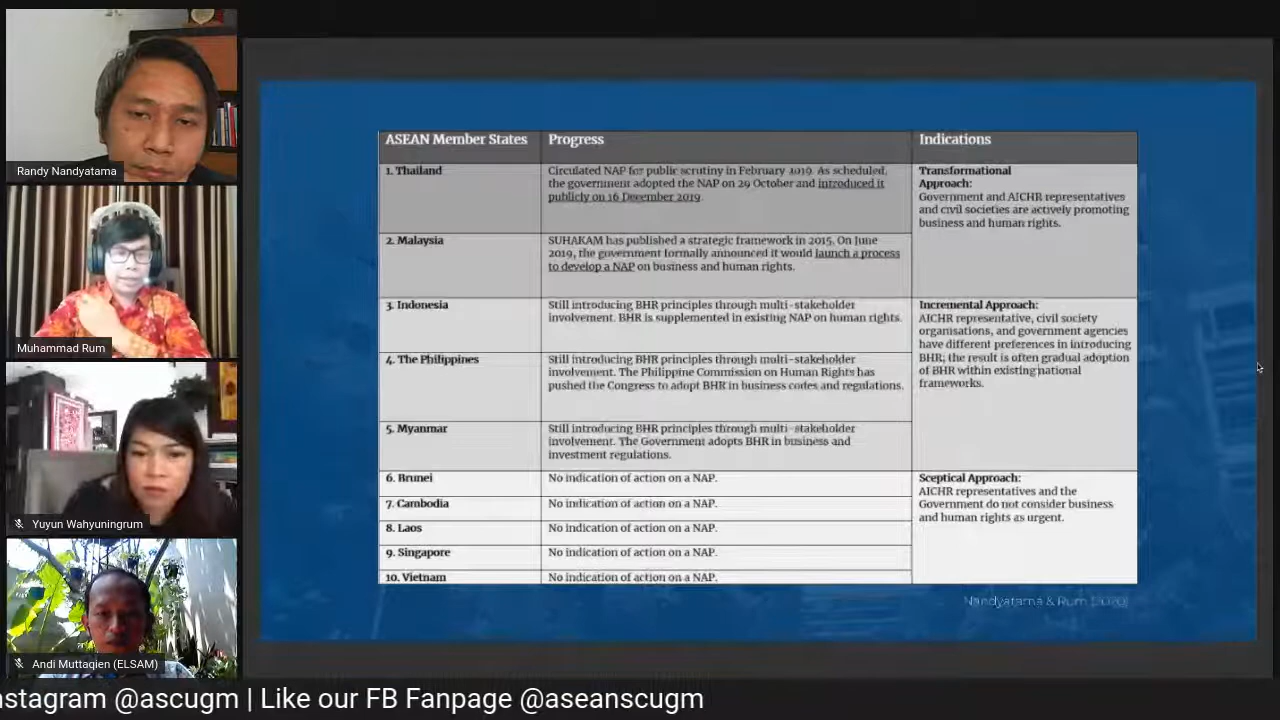 Randy Nandyatama
Muhammad Rum
Yuyun Wahyuningrum
Andi Muttaqien (ELSAM)
ASEAN Member States
Progress
Indications
1. Thailand
Circulated NAP for public scrutiny in February 2019. As scheduled,
the government adopted the NAP on 29 October and introduced it
publicly on 16 December 2019
Transformational
Approach:
Government and AICHR representatives
and civil societies are actively promoting
business and human rights.
2. Malaysia
SUHAKAM has published a strategic framework in 2015. On June
2019, the government formally announced it would launch a process
to develop a NAP on business and human rights.
3. Indonesia
Still introducing BHR principles through multi-stakeholder
involvement. BHR is supplemented in existing NAP on human rights.
Incremental Approach:
AICHR representative, civil society
organisations, and government agencies
have different preferences in introducing
BHR; the result is often gradual adoption
of BHR within existing national
frameworks.
4. The Philippines
Still introducing BHR principles through multi-stakeholder
involvement. The Philippine Commission on Human Rights has
pushed the Congress to adopt BHR in business codes and regulations.
5. Myanmar
Still introducing BHR principles through multi-stakeholder
involvement. The Government adopts BHR in business and
investment regulations.
6. Brunei
No indication of action on a NAP.
Sceptical Approach:
AICHR representatives and the
Government do not consider business
and human rights as urgent.
7. Cambodia
No indication of action on a NAP.
8. Laos
No indication of action on a NAP.
9. Singapore
No indication of action on a NAP.
10. Vietnam
No indication of action on a NAP.
Nandyatama & Rum
nstagram @ascugm | Like our FB Fanpage @aseanscugm